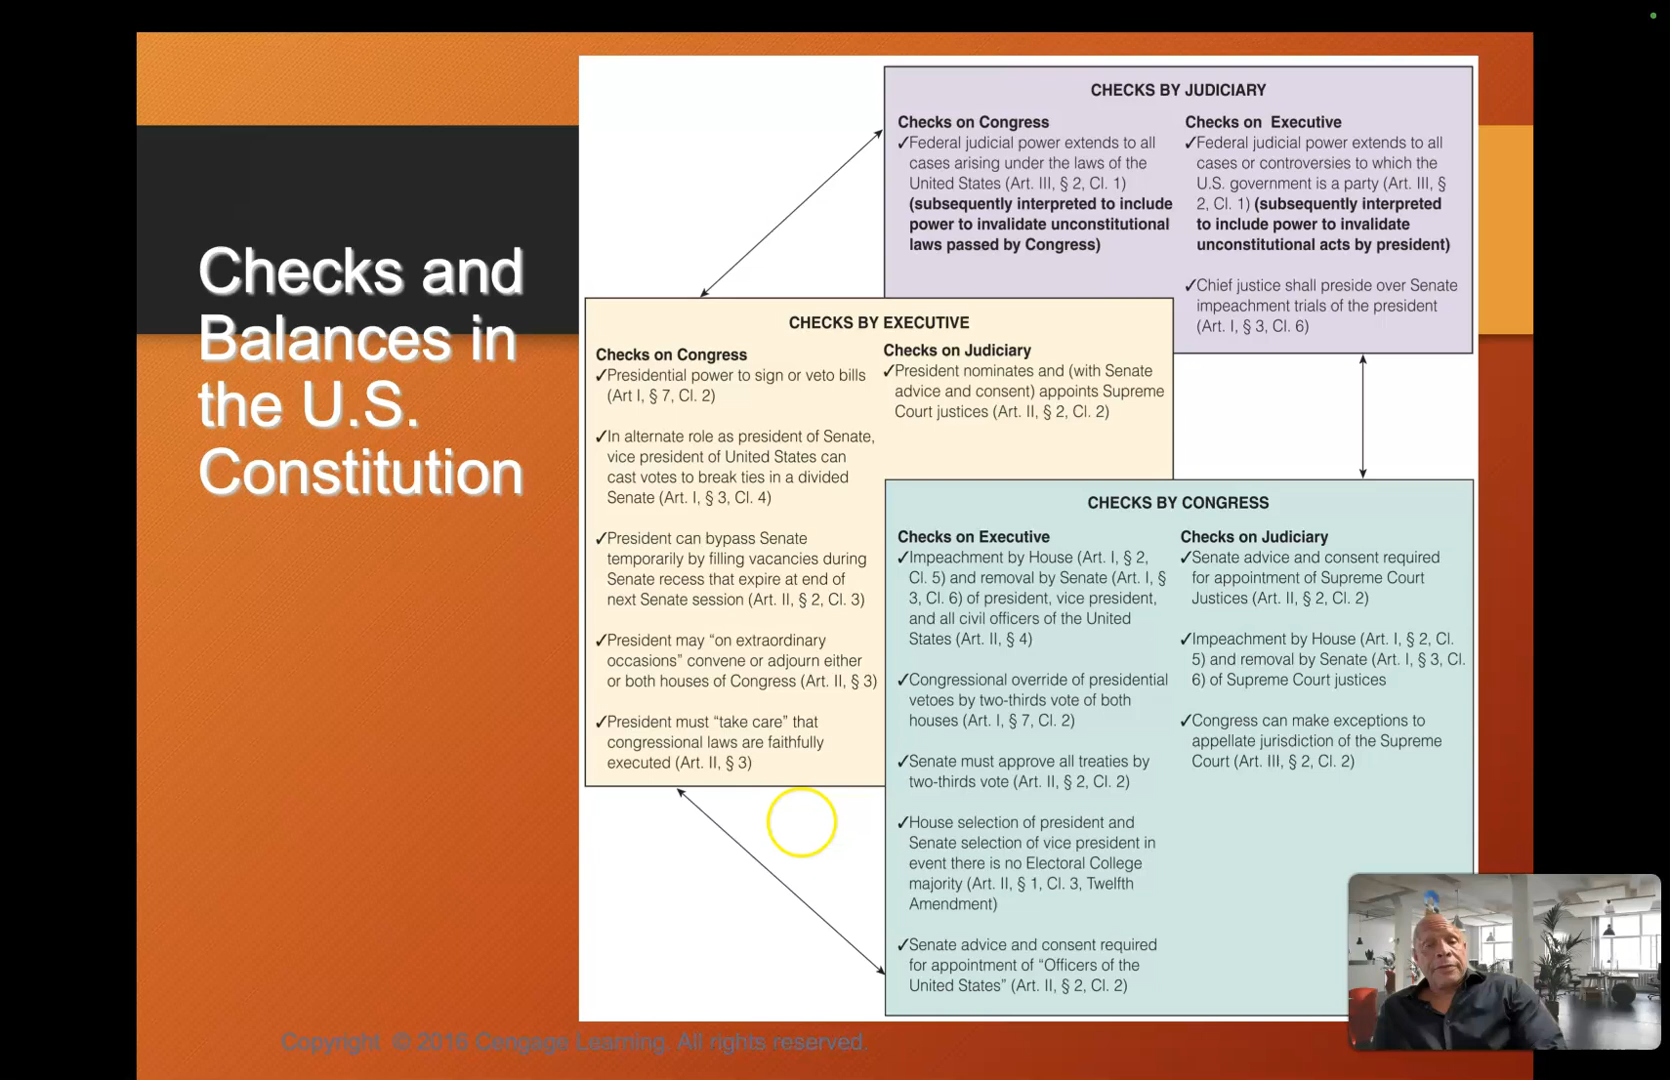 Checks and
Balances in
the U.S.
Constitution
CHECKS BY JUDICIARY
Checks on Congress
✓Federal judicial power extends to all
cases arising under the laws of the
United States (Art. III, § 2, Cl. 1)
(subsequently interpreted to include
power to invalidate unconstitutional
laws passed by Congress)
Checks on Executive
✓Federal judicial power extends to all
cases or controversies to which the
U.S. government is a party (Art. III, §
2, Cl. 1) (subsequently interpreted
to include power to invalidate
unconstitutional acts by president)
✓Chief justice shall preside over Senate
impeachment trials of the president
(Art. I, § 3, Cl. 6)
CHECKS BY EXECUTIVE
Checks on Congress
✓Presidential power to sign or veto bills
(Art I, § 7, Cl. 2)
✓In alternate role as president of Senate,
vice president of United States can
cast votes to break ties in a divided
Senate (Art. I, § 3, Cl. 4)
✓President can bypass Senate
temporarily by filling vacancies during
Senate recess that expire at end of
next Senate session (Art. II, § 2, Cl. 3)
✓President may “on extraordinary
occasions” convene or adjourn either
or both houses of Congress (Art. II, § 3)
✓President must “take care” that
congressional laws are faithfully
executed (Art. II, § 3)
Checks on Judiciary
✓President nominates and (with Senate
advice and consent) appoints Supreme
Court justices (Art. II, § 2, Cl. 2)
CHECKS BY CONGRESS
Checks on Executive
✓Impeachment by House (Art. I, § 2,
Cl. 5) and removal by Senate (Art. I, §
3, Cl. 6) of president, vice president,
and all civil officers of the United
States (Art. II, § 4)
✓Congressional override of presidential
vetoes by two-thirds vote of both
houses (Art. I, § 7, Cl. 2)
✓Senate must approve all treaties by
two-thirds vote (Art. II, § 2, Cl. 2)
✓House selection of president and
Senate selection of vice president in
event there is no Electoral College
majority (Art. II, § 1, Cl. 3, Twelfth
Amendment)
✓Senate advice and consent required
for appointment of “Officers of the
United States” (Art. II, § 2, Cl. 2)
Checks on Judiciary
✓Senate advice and consent required
for appointment of Supreme Court
Justices (Art. II, § 2, Cl. 2)
✓Impeachment by House (Art. I, § 2, Cl.
5) and removal by Senate (Art. I, § 3, Cl.
6) of Supreme Court justices
✓Congress can make exceptions to
appellate jurisdiction of the Supreme
Court (Art. III, § 2, Cl. 2)
Copyright © 2016 Cengage Learning. All rights reserved.